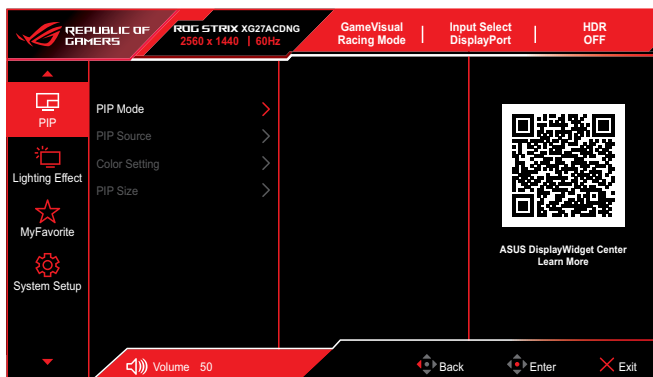 REPUBLIC OF
GAMERS
ROG STRIX XG27ACDNG
2560 x 1440 | 60Hz
GameVisual
Racing Mode
Input Select
DisplayPort
HDR
OFF
PIP
Lighting Effect
MyFavorite
System Setup
PIP Mode
PIP Source
Color Setting
PIP Size
ASUS DisplayWidget Center
Learn More
Volume 50
Back
Enter
Exit